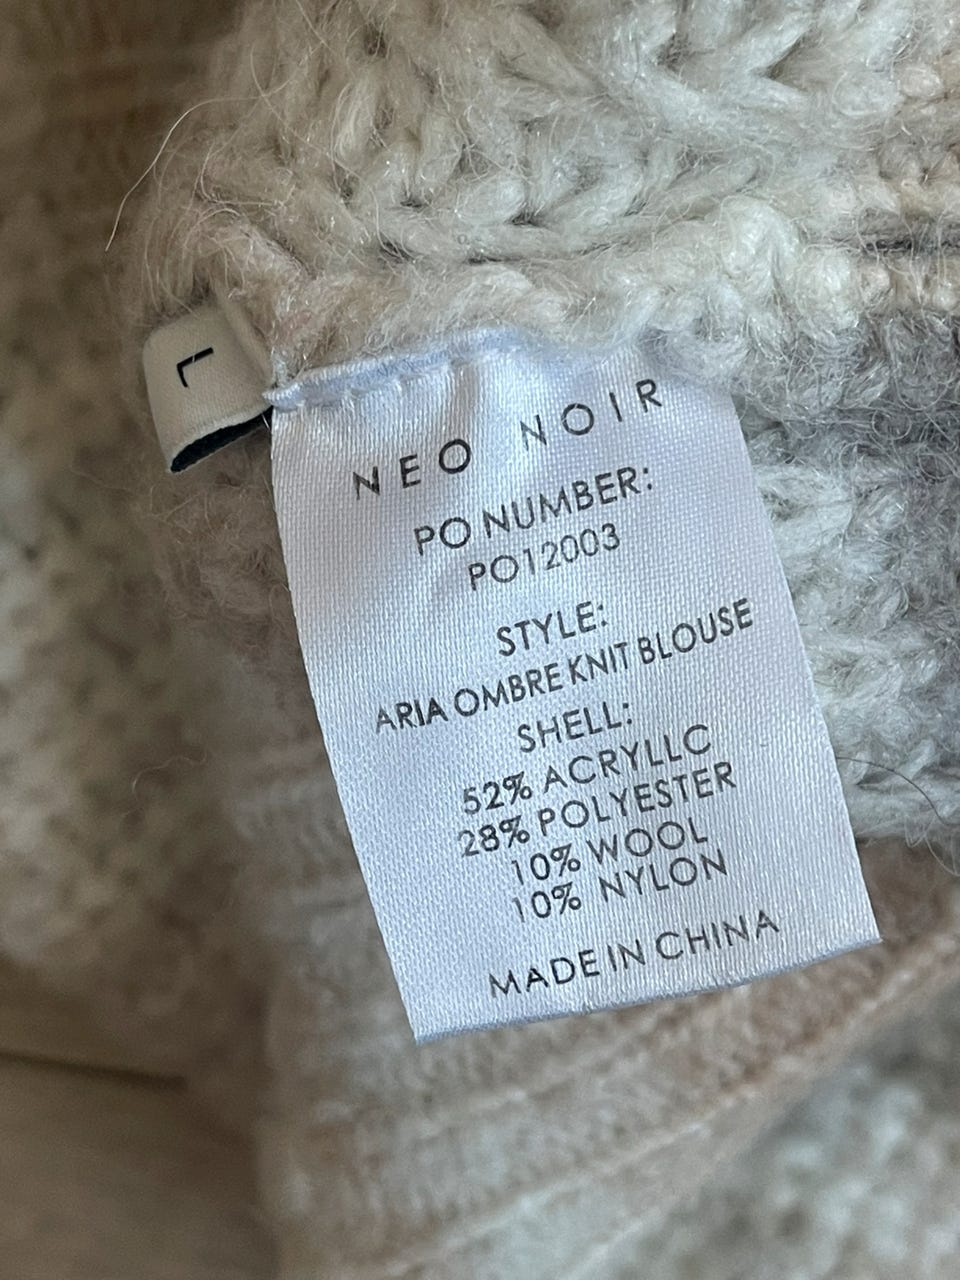 L
NEO NOIR
PO NUMBER:
PO12003
STYLE:
ARIA OMBRE KNIT BLOUSE
SHELL:
52% ACRYLLC
28% POLYESTER
10% WOOL
10% NYLON
MADE IN CHINA